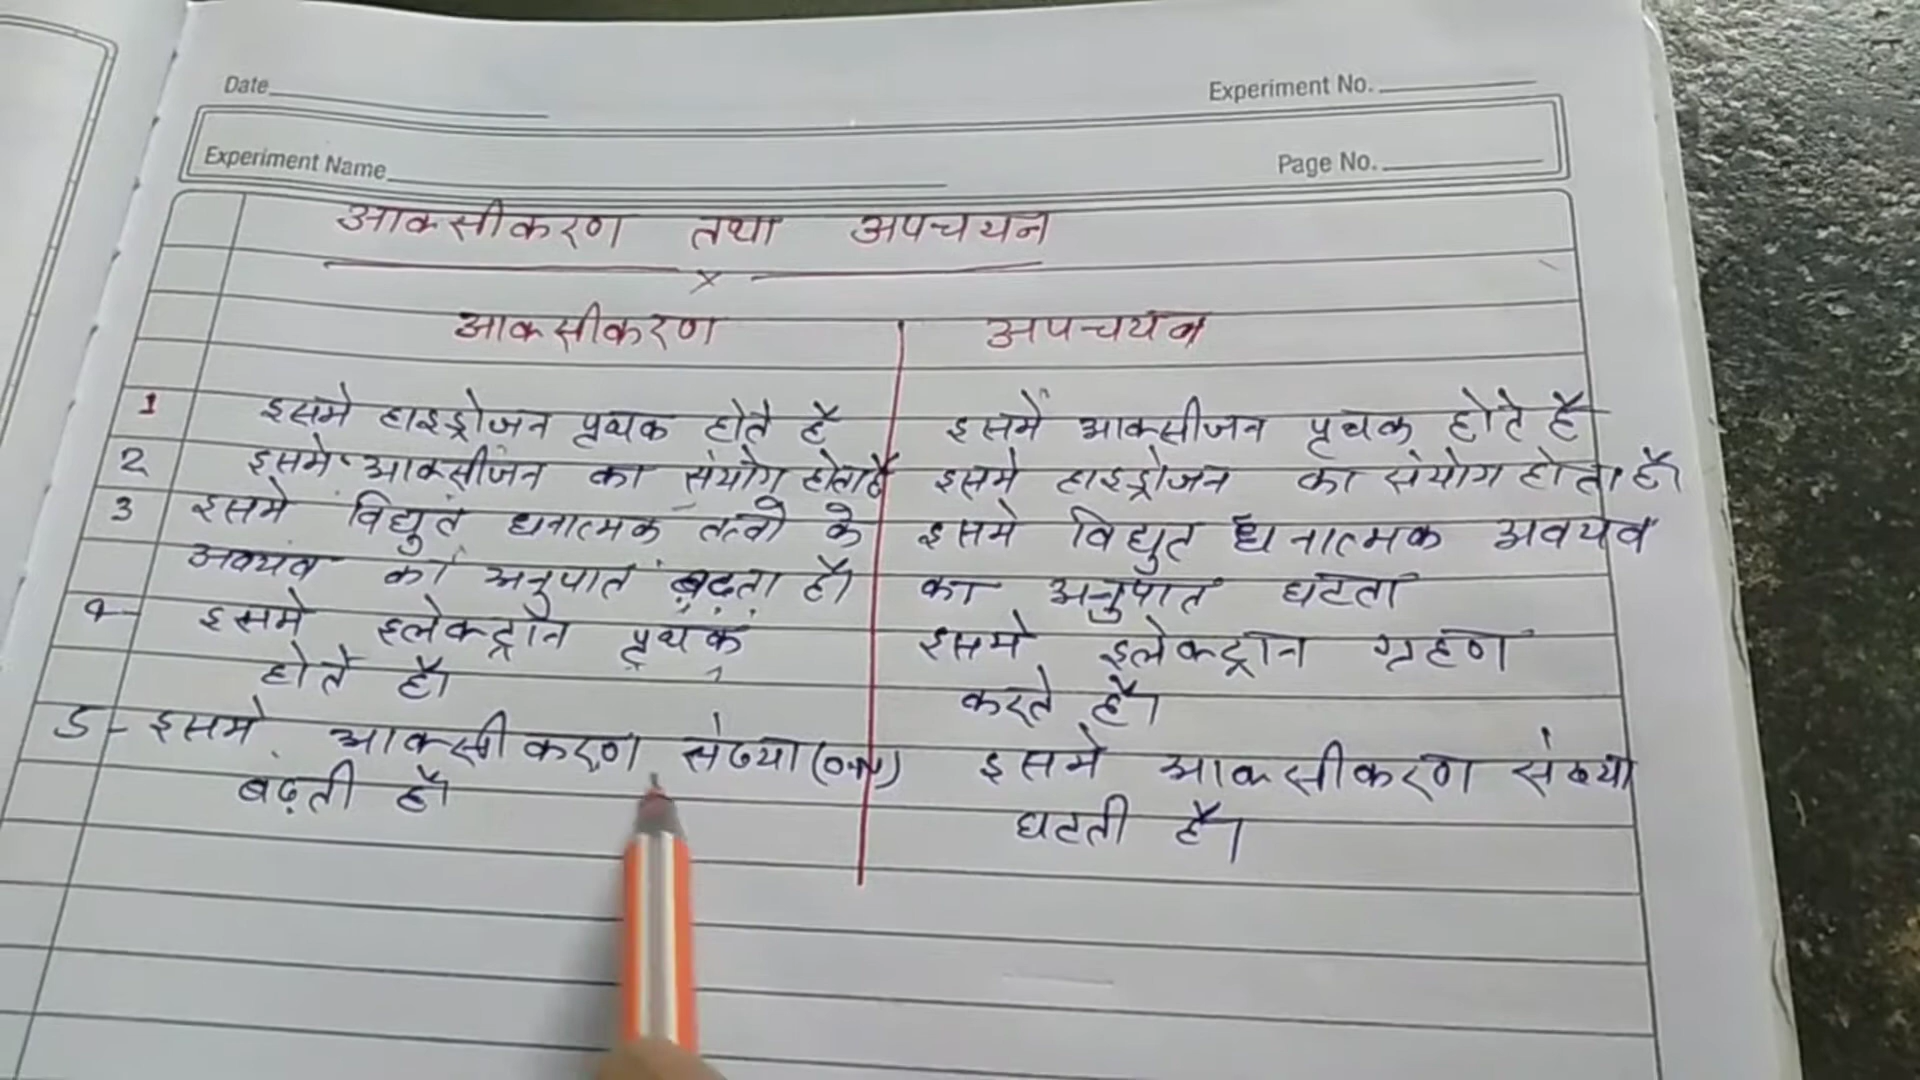 Date
Experiment No.
Experiment Name
Page No.
आक्सीकरण तथा अपचयन
आक्सीकरण
अपचयन
1 इसमे हाइड्रोजन पृथक होते है
इसमें आक्सीजन पृथक होते है
2 इसमे आक्सीजन का संयोग होता है
इसमे हाइड्रोजन का संयोग होता है।
3 इसमे विद्युत धनात्मक तत्वो के
इसमे विद्युत धनात्मक अवयव
अवयव का अनुपात बढ़ता है।
का अनुपात घटता
4- इसमे इलेक्ट्रॉन पृथक
इसमे इलेक्ट्रॉन ग्रहण
होते है।
करते है।
5- इसमे आक्सीकरण संख्या (O.N)
इसमे आक्सीकरण संख्या
बढ़ती है।
घटती है।